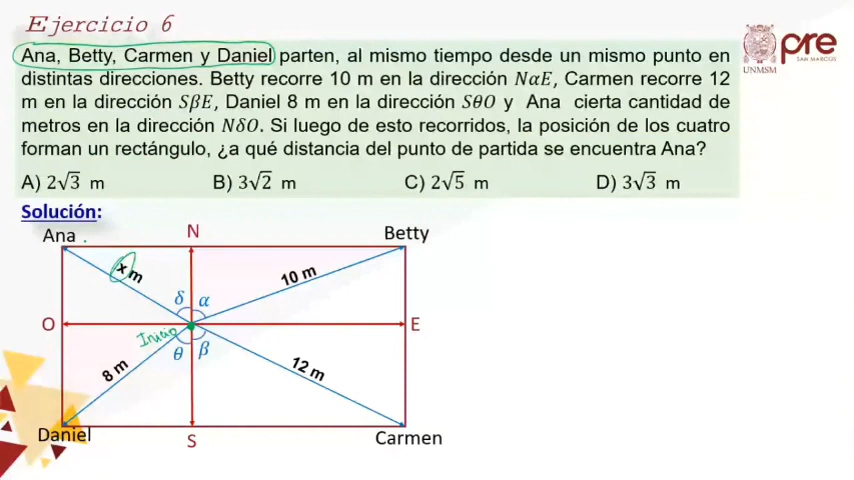 Ejercicio 6
Ana, Betty, Carmen y Daniel parten, al mismo tiempo desde un mismo punto en
distintas direcciones. Betty recorre 10 m en la dirección NαE, Carmen recorre 12
m en la dirección SβE, Daniel 8 m en la dirección SθO y Ana cierta cantidad de
metros en la dirección NδO. Si luego de esto recorridos, la posición de los cuatro
forman un rectángulo, ¿a qué distancia del punto de partida se encuentra Ana?
A) 2√3 m B) 3√2 m C) 2√5 m D) 3√3 m
UNMSM
pre
SAN MARCOS
Solución:
Ana
N
Betty
x m
10 m
δ α
O
E
Inicio
θ β
8 m
12 m
Daniel
S
Carmen